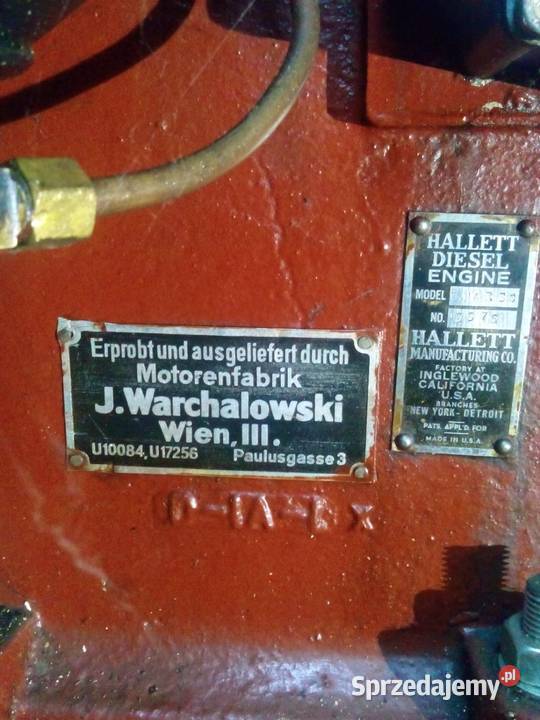 Erprobt und ausgeliefert durch
Motorenfabrik
J. Warchalowski
Wien, III.
U10084, U17256 Paulusgasse 3
HALLETT
DIESEL
ENGINE
MODEL
NO.
HALLETT
MANUFACTURING CO.
FACTORY AT
INGLEWOOD
CALIFORNIA
U.S.A.
BRANCHES
NEW YORK - DETROIT
PATS. APPL'D. FOR
MADE IN U.S.A.
Sprzedajemy.pl